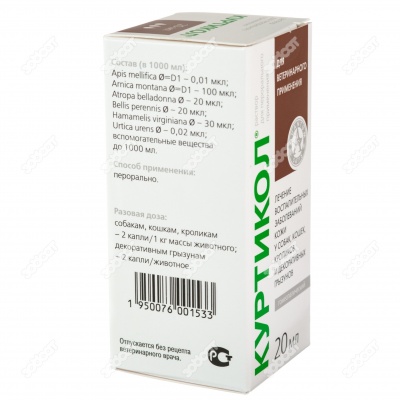 Состав (в 1000 мл):
Apis mellifica Ø=D1 – 0,01 мкл;
Arnica montana Ø=D1 – 100 мкл;
Atropa belladonna Ø – 20 мкл;
Bellis perennis Ø – 20 мкл;
Hamamelis virginiana Ø – 30 мкл;
Urtica urens Ø – 0,02 мкл;
вспомогательные вещества
до 1000 мл.
Способ применения:
перорально.
Разовая доза:
собакам, кошкам, кроликам
– 2 капли/1 кг массы животного;
декоративным грызунам
– 2 капли/животное.
1 950076 001533
Отпускается без рецепта
ветеринарного врача.
РСТ
КУРТИКОЛ®
ДЛЯ
ВЕТЕРИНАРНОГО
ПРИМЕНЕНИЯ
ЛЕЧЕНИЕ
ВОСПАЛИТЕЛЬНЫХ
ЗАБОЛЕВАНИЙ
КОЖИ
У СОБАК, КОШЕК,
КРОЛИКОВ
И ДЕКОРАТИВНЫХ
ГРЫЗУНОВ
20 мл